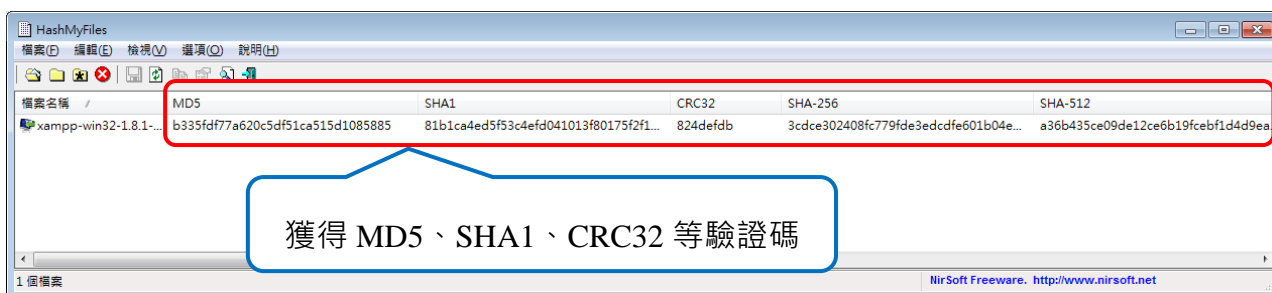 HashMyFiles
檔案(F) 編輯(E) 檢視(V) 選項(O) 說明(H)
檔案名稱 / MD5 SHA1 CRC32 SHA-256 SHA-512
xampp-win32-1.8.1-... b335fdf77a620c5df51ca515d1085885 81b1ca4ed5f53c4efd041013f80175f2f1... 824defdb 3cdce302408fc779fde3edcdfe601b04e... a36b435ce09de12ce6b19fcebf1d4d9ea...
獲得 MD5、SHA1、CRC32 等驗證碼
1 個檔案 NirSoft Freeware. http://www.nirsoft.net